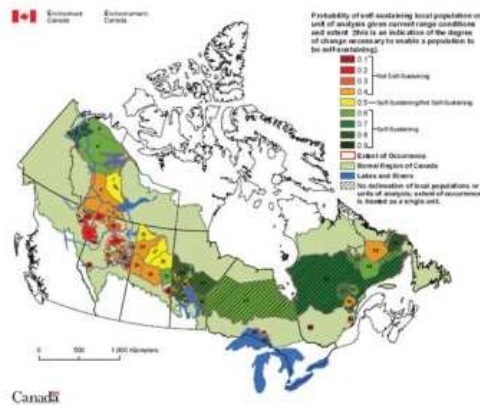 Environment
Canada
Environnement
Canada
Probability of self-sustaining local population or
unit of analysis given current range conditions
and extent (this is an indication of the degree
of change necessary to enable a population to
be self-sustaining).
0.1
0.2
0.3
0.4
Not Self-Sustaining
0.5
Self-Sustaining/Not Self-Sustaining
0.6
0.7
0.8
0.9
Self-Sustaining
Extent of Occurrence
Boreal Region of Canada
Lakes and Rivers
No delineation of local populations or
units of analysis; extent of occurrence
is treated as a single unit.
0 500 1,000 Kilometers
Canada